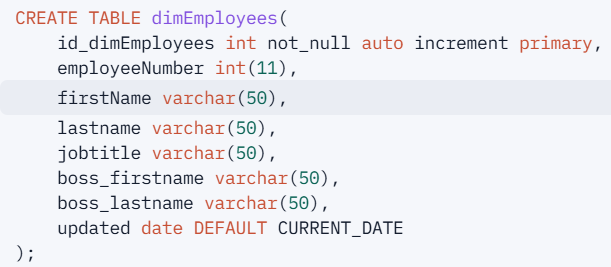 CREATE TABLE dimEmployees(
    id_dimEmployees int not_null auto increment primary,
    employeeNumber int(11),
    firstName varchar(50),
    lastname varchar(50),
    jobtitle varchar(50),
    boss_firstname varchar(50),
    boss_lastname varchar(50),
    updated date DEFAULT CURRENT_DATE
);